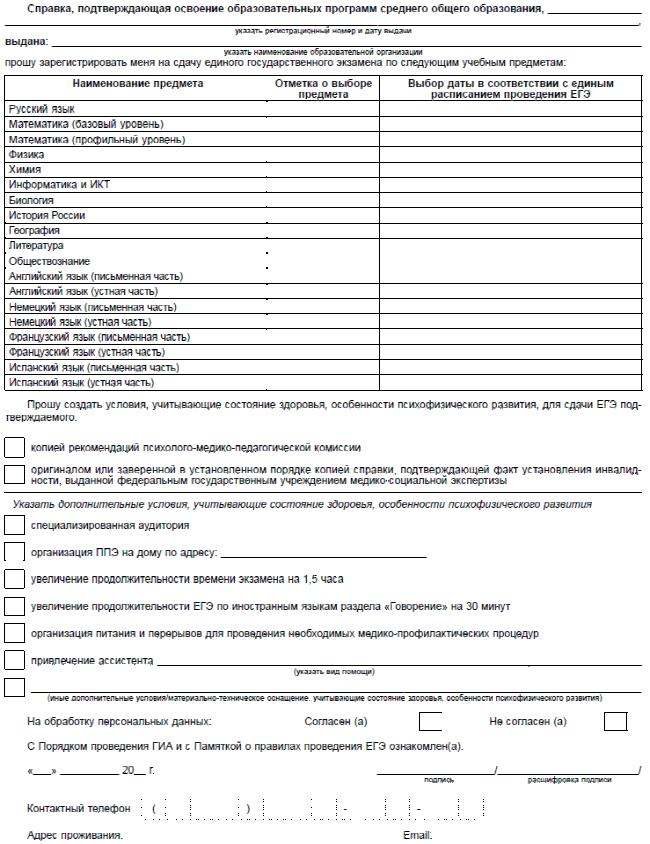 Справка, подтверждающая освоение образовательных программ среднего общего образования, ____________
____________,
указать регистрационный номер и дату выдачи
выдана: ____________
указать наименование образовательной организации
прошу зарегистрировать меня на сдачу единого государственного экзамена по следующим учебным предметам:
Наименование предмета Отметка о выборе предмета Выбор даты в соответствии с единым расписанием проведения ЕГЭ
Русский язык
Математика (базовый уровень)
Математика (профильный уровень)
Физика
Химия
Информатика и ИКТ
Биология
История России
География
Литература
Обществознание
Английский язык (письменная часть)
Английский язык (устная часть)
Немецкий язык (письменная часть)
Немецкий язык (устная часть)
Французский язык (письменная часть)
Французский язык (устная часть)
Испанский язык (письменная часть)
Испанский язык (устная часть)
Прошу создать условия, учитывающие состояние здоровья, особенности психофизического развития, для сдачи ЕГЭ под-
тверждаемого.
копией рекомендаций психолого-медико-педагогической комиссии
оригиналом или заверенной в установленном порядке копией справки, подтверждающей факт установления инвалид-
ности, выданной федеральным государственным учреждением медико-социальной экспертизы
Указать дополнительные условия, учитывающие состояние здоровья, особенности психофизического развития
специализированная аудитория
организация ППЭ на дому по адресу: ____________
увеличение продолжительности времени экзамена на 1,5 часа
увеличение продолжительности ЕГЭ по иностранным языкам раздела «Говорение» на 30 минут
организация питания и перерывов для проведения необходимых медико-профилактических процедур
привлечение ассистента ____________
(указать вид помощи)
(иные дополнительные условия/материально-техническое оснащение. учитывающие состояние здоровья, особенности психофизического развития)
На обработку персональных данных: Согласен (а) Не согласен (а)
С Порядком проведения ГИА и с Памяткой о правилах проведения ЕГЭ ознакомлен(а).
«___» __________ 20__ г. ____________/____________/
подпись расшифровка подписи
Контактный телефон ( ) - -
Адрес проживания. Email: